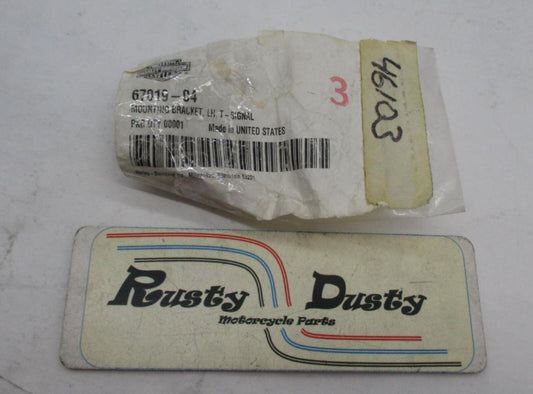 67019-04
MOUNTING BRACKET, LH, T-SIGNAL
PKG QTY 00001 Made in UNITED STATES
3
46103
Rusty Dusty
Motorcycle Parts